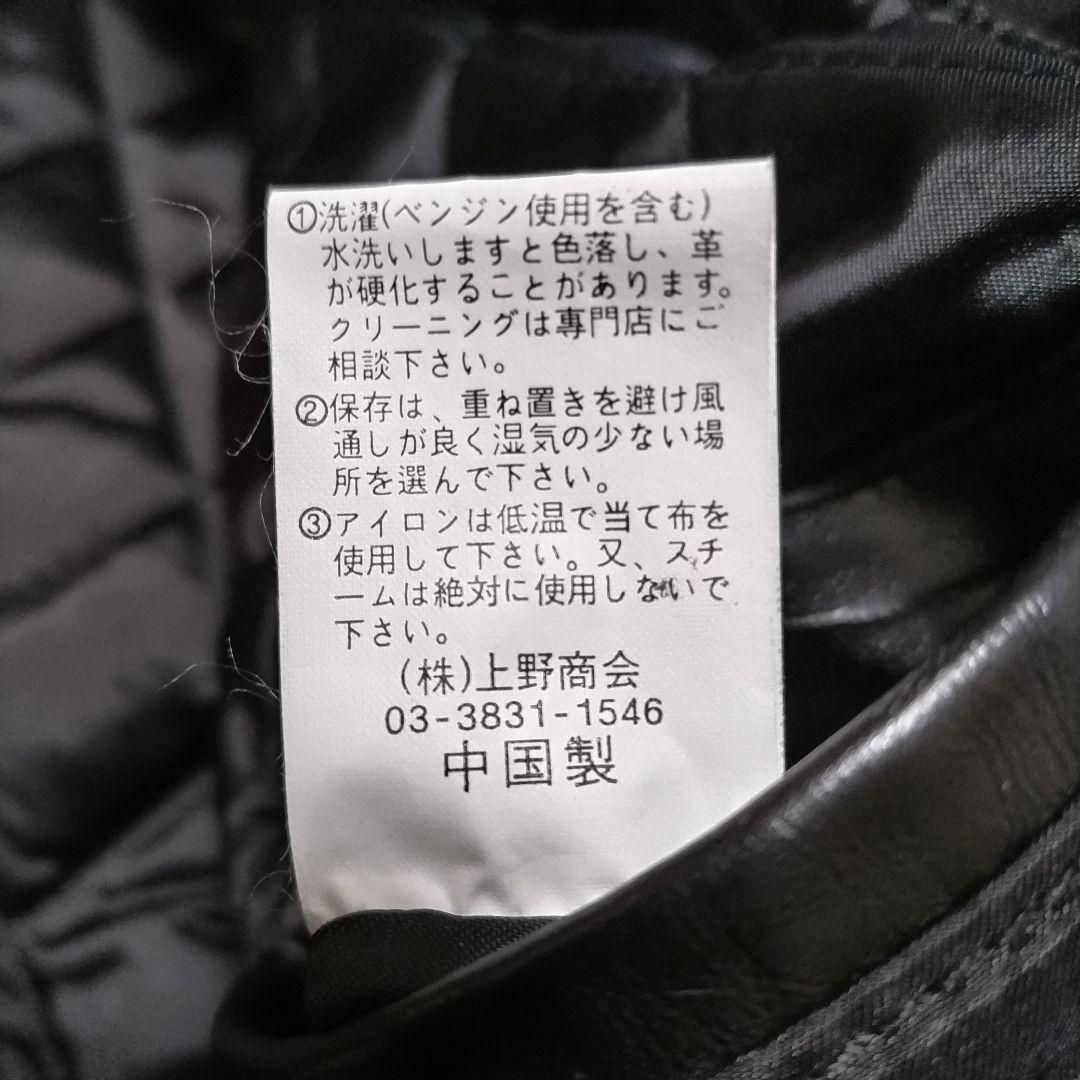 ①洗濯(ベンジン使用を含む)
水洗いしますと色落し、革
が硬化することがあります。
クリーニングは専門店にご
相談下さい。
②保存は、重ね置きを避け風
通しが良く湿気の少ない場
所を選んで下さい。
③アイロンは低温で当て布を
使用して下さい。又、スチ
ームは絶対に使用しないで
下さい。
(株)上野商会
03-3831-1546
中国製